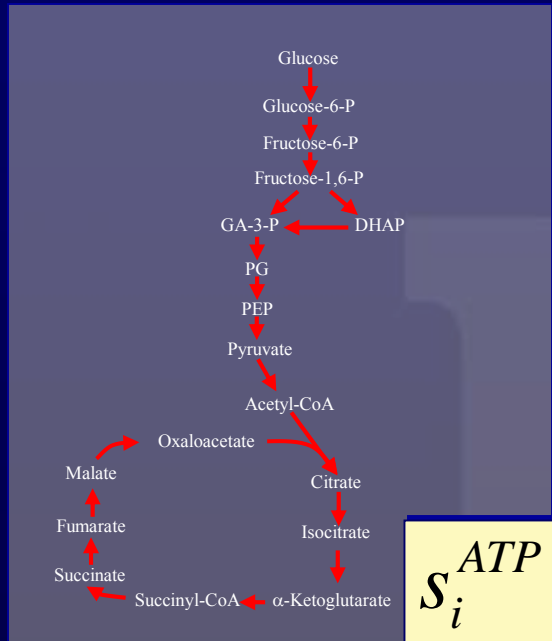 Glucose
Glucose-6-P
Fructose-6-P
Fructose-1,6-P
GA-3-P DHAP
PG
PEP
Pyruvate
Acetyl-CoA
Oxaloacetate
Malate
Citrate
Fumarate
Isocitrate
Succinate
Succinyl-CoA α-Ketoglutarate
s_i^ATP